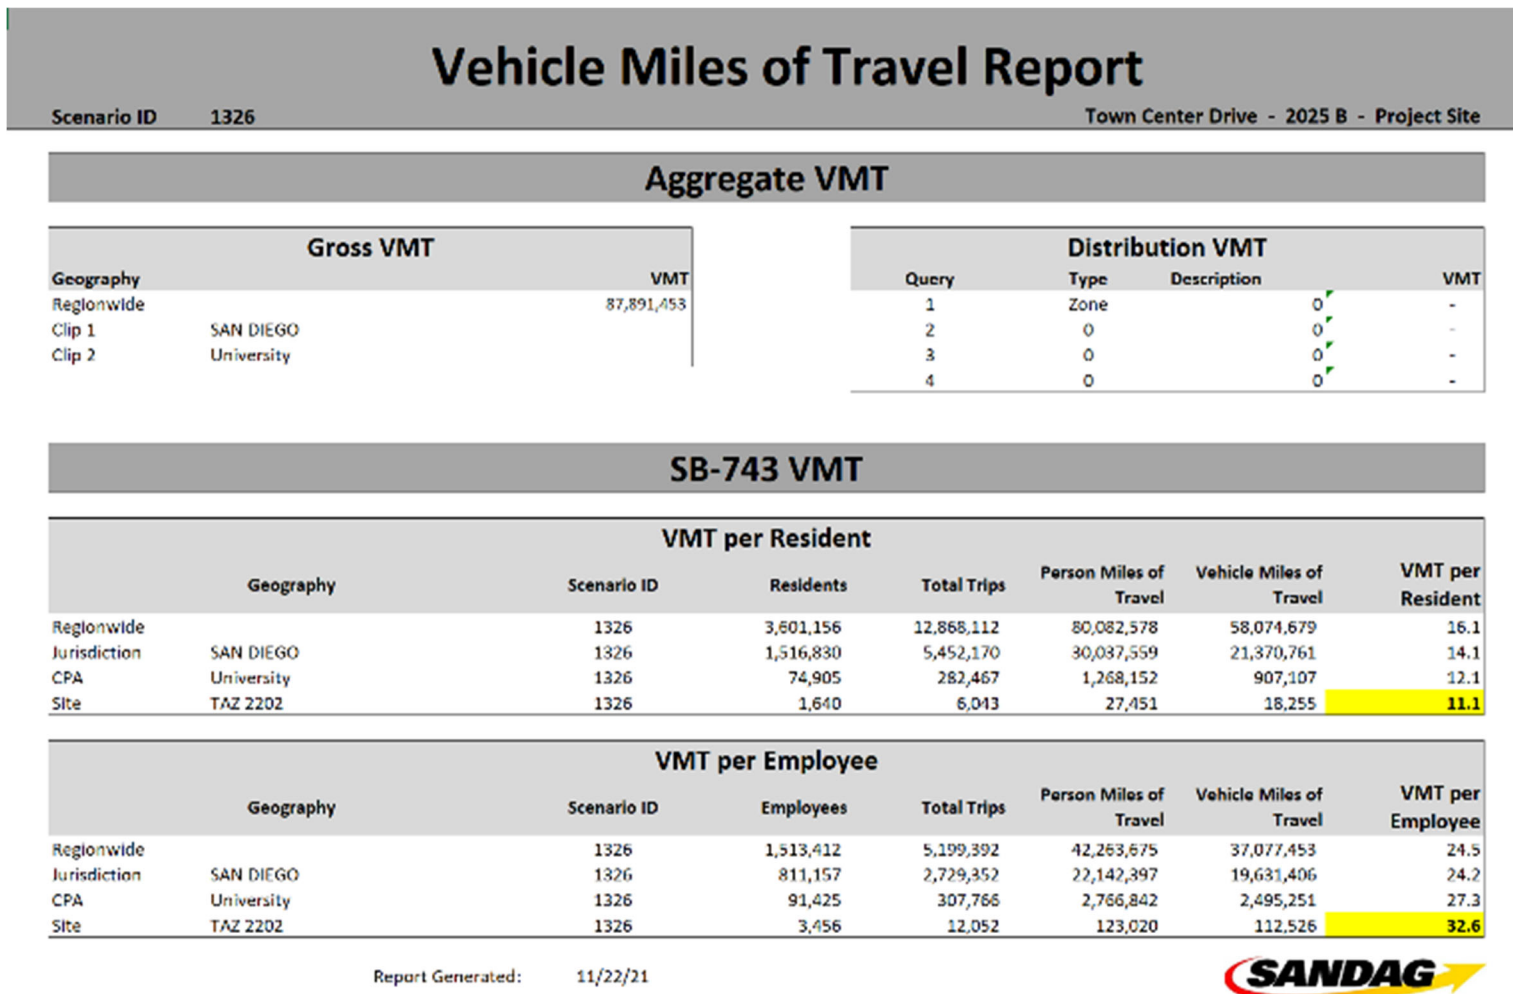 Vehicle Miles of Travel Report
Scenario ID 1326 Town Center Drive - 2025 B - Project Site
Aggregate VMT
Gross VMT
Geography VMT
Regionwide 87,891,453
Clip 1 SAN DIEGO
Clip 2 University
Distribution VMT
Query Type Description VMT
1 Zone 0 -
2 0 0 -
3 0 0 -
4 0 0 -
SB-743 VMT
VMT per Resident
Geography Scenario ID Residents Total Trips Person Miles of Travel Vehicle Miles of Travel VMT per Resident
Regionwide 1326 3,601,156 12,868,112 80,082,578 58,074,679 16.1
Jurisdiction SAN DIEGO 1326 1,516,830 5,452,170 30,037,559 21,370,761 14.1
CPA University 1326 74,905 282,467 1,268,152 907,107 12.1
Site TAZ 2202 1326 1,640 6,043 27,451 18,255 11.1
VMT per Employee
Geography Scenario ID Employees Total Trips Person Miles of Travel Vehicle Miles of Travel VMT per Employee
Regionwide 1326 1,513,412 5,199,392 42,263,675 37,077,453 24.5
Jurisdiction SAN DIEGO 1326 811,157 2,729,352 22,142,397 19,631,406 24.2
CPA University 1326 91,425 307,766 2,766,842 2,495,251 27.3
Site TAZ 2202 1326 3,456 12,052 123,020 112,526 32.6
Report Generated: 11/22/21
SANDAG